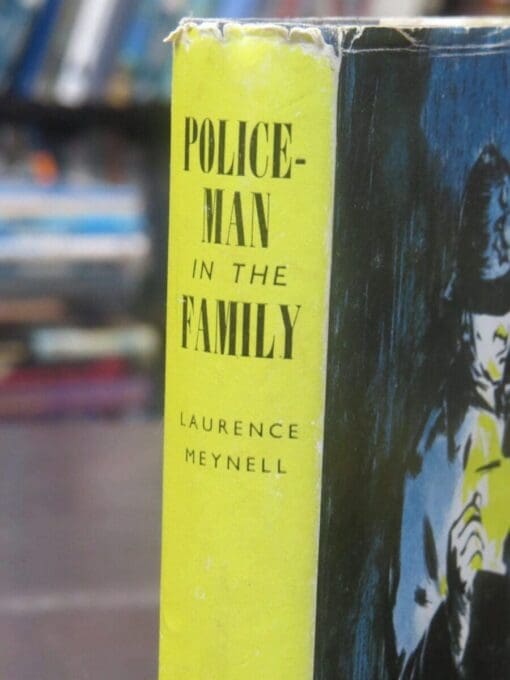 POLICE-
MAN
IN THE
FAMILY
LAURENCE
MEYNELL